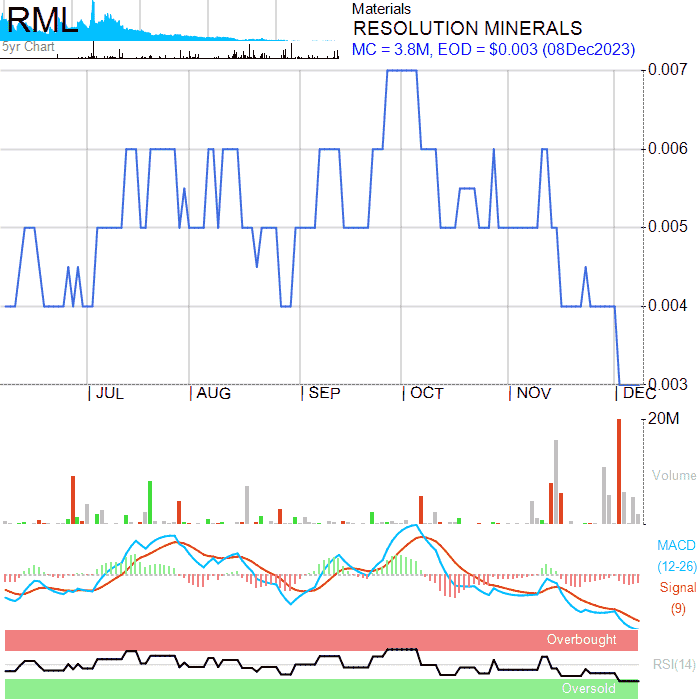 RML
5yr Chart
Materials
RESOLUTION MINERALS
MC = 3.8M, EOD = $0.003 (08Dec2023)
0.007
0.006
0.005
0.004
0.003
JUL AUG SEP OCT NOV DEC
20M
Volume
MACD
(12-26)
Signal
(9)
Overbought
RSI(14)
Oversold